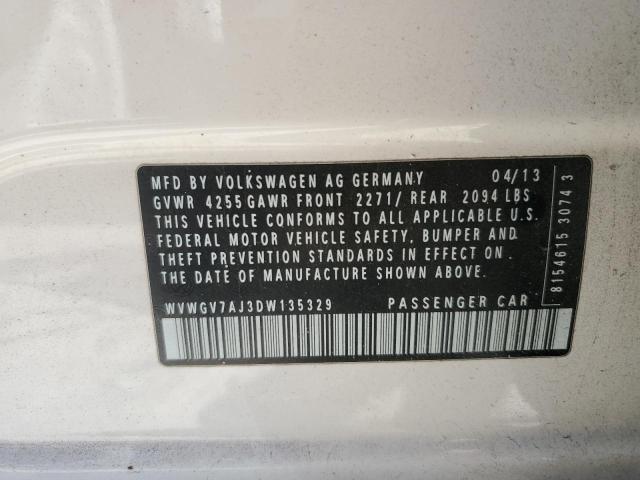 MFD BY VOLKSWAGEN AG GERMANY 04/13
GVWR 4255 GAWR FRONT 2271/ REAR 2094 LBS
THIS VEHICLE CONFORMS TO ALL APPLICABLE U.S.
FEDERAL MOTOR VEHICLE SAFETY, BUMPER AND
THEFT PREVENTION STANDARDS IN EFFECT ON
THE DATE OF MANUFACTURE SHOWN ABOVE.
WVWGV7AJ3DW135329 PASSENGER CAR
8154615 3074 3